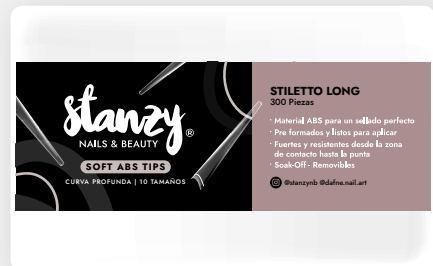 stanzy®
NAILS & BEAUTY
SOFT ABS TIPS
CURVA PROFUNDA | 10 TAMAÑOS
STILETTO LONG
300 Piezas
· Material ABS para un sellado perfecto
· Pre formados y listos para aplicar
· Fuertes y resistentes desde la zona
de contacto hasta la punta
· Soak-Off - Removibles
@stanzynb @dafne.nail.art